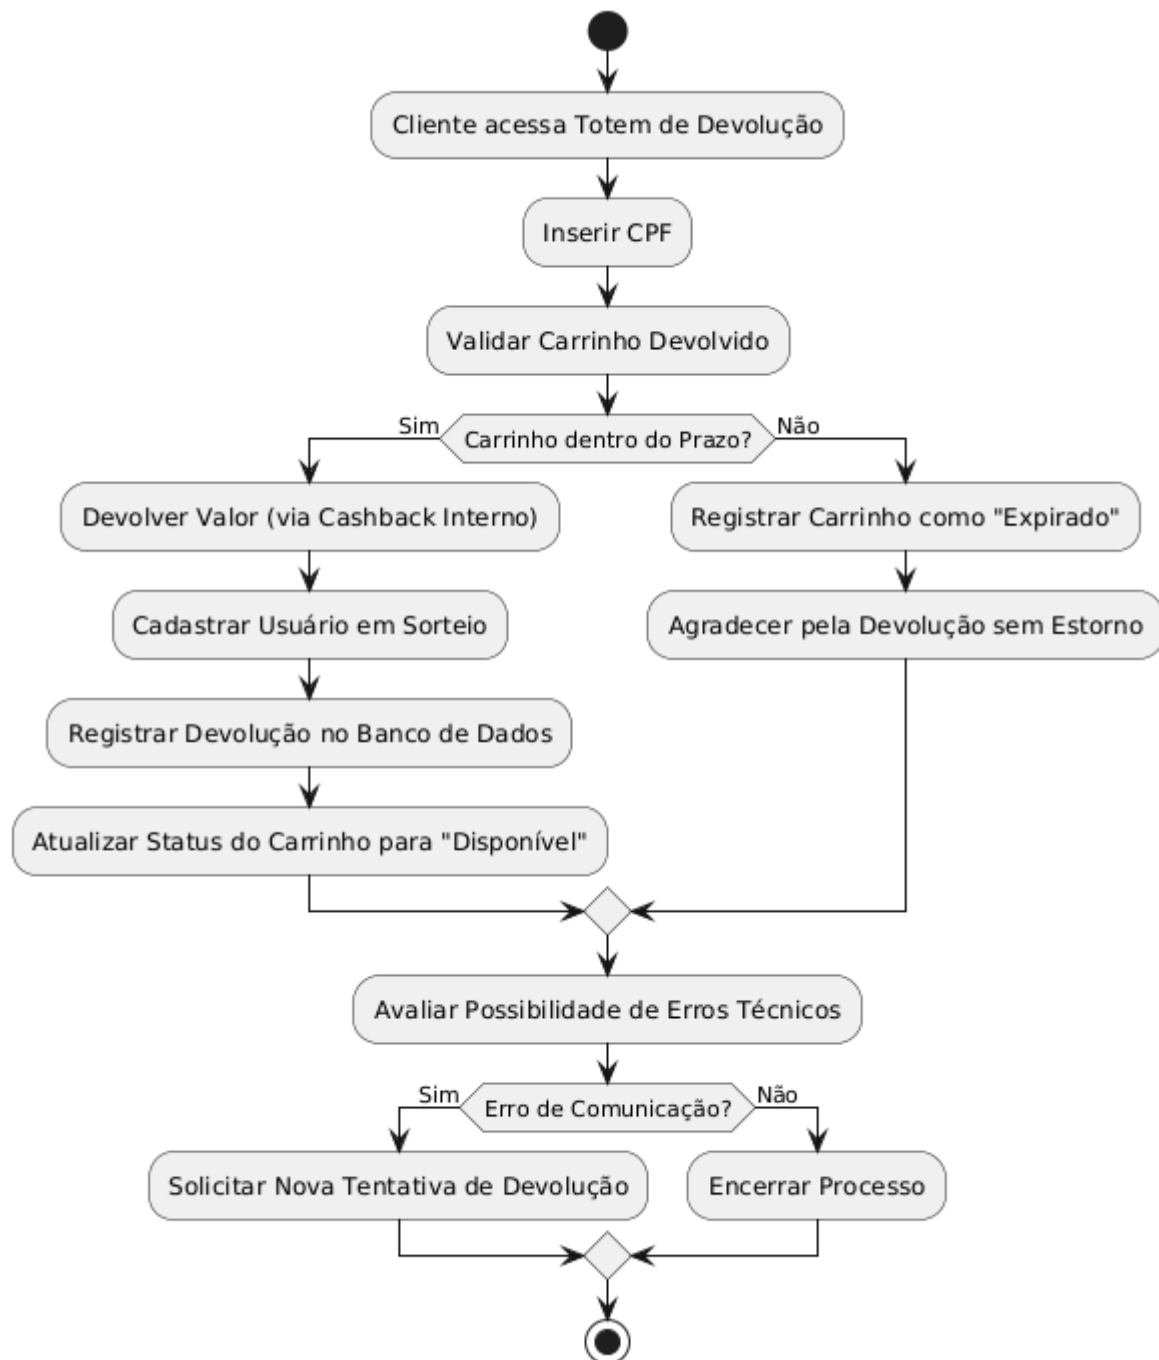 Cliente acessa Totem de Devolução
Inserir CPF
Validar Carrinho Devolvido
Sim
Carrinho dentro do Prazo?
Não
Devolver Valor (via Cashback Interno)
Registrar Carrinho como "Expirado"
Cadastrar Usuário em Sorteio
Agradecer pela Devolução sem Estorno
Registrar Devolução no Banco de Dados
Atualizar Status do Carrinho para "Disponível"
Avaliar Possibilidade de Erros Técnicos
Sim
Erro de Comunicação?
Não
Solicitar Nova Tentativa de Devolução
Encerrar Processo